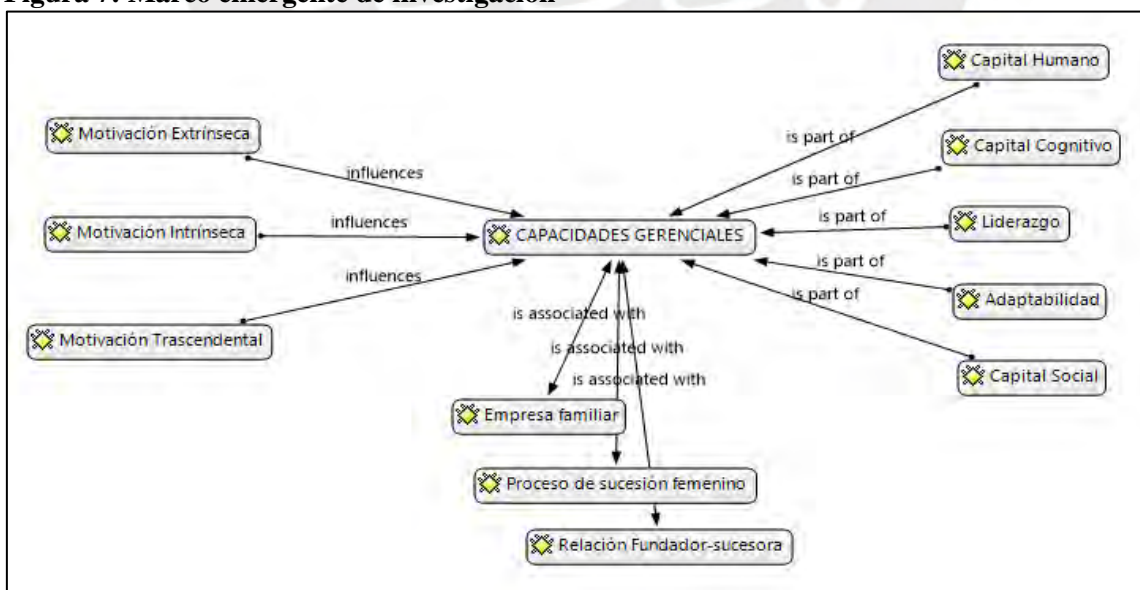 Figura 7. Marco emergente de investigación
Capital Humano
Motivación Extrínseca
is part of
Capital Cognitivo
influences
is part of
Motivación Intrínseca
influences
CAPACIDADES GERENCIALES
is part of
Liderazgo
influences
is part of
Adaptabilidad
Motivación Trascendental
is part of
is associated with
is associated with
Capital Social
is associated with
Empresa familiar
Proceso de sucesión femenino
Relación Fundador-sucesora